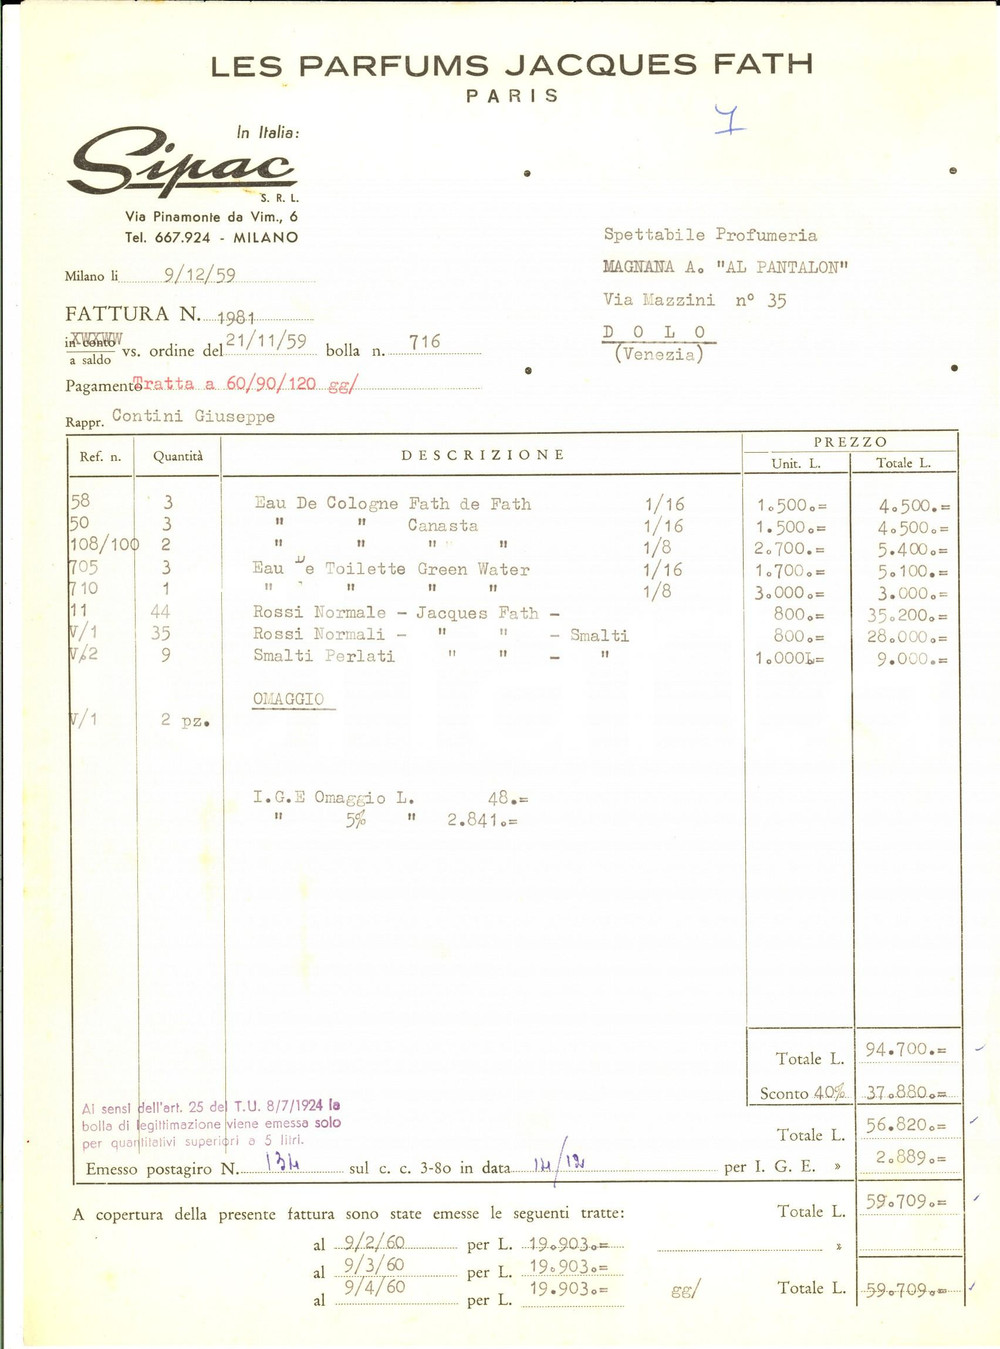 LES PARFUMS JACQUES FATH
PARIS
7
In Italia:
Sipac
S. R. L.
Via Pinamonte da Vim., 6
Tel. 667.924 - MILANO
Spettabile Profumeria
MAGNANA A. "AL PANTALON"
Via Mazzini n° 35
D O L O
(Venezia)
Milano li 9/12/59
FATTURA N. 1981
in conto
a saldo vs. ordine del 21/11/59 bolla n. 716
Pagamento Tratta a 60/90/120 gg/
Rappr. Contini Giuseppe
Ref. n. Quantità DESCRIZIONE PREZZO
Unit. L. Totale L.
58 3 Eau De Cologne Fath de Fath 1/16 1.500.= 4.500.=
50 3 " " Canasta 1/16 1.500.= 4.500.=
108/100 2 " " " " 1/8 2.700.= 5.400.=
705 3 Eau De Toilette Green Water 1/16 1.700.= 5.100.=
710 1 " " " " 1/8 3.000.= 3.000.=
11 44 Rossi Normale - Jacques Fath - 800.= 35.200.=
V/1 35 Rossi Normali - " " - Smalti 800.= 28.000.=
V/2 9 Smalti Perlati " " - " 1.000L= 9.000.=
OMAGGIO
V/1 2 pz.
I.G.E Omaggio L. 48.=
" 5% " 2.841.=
Totale L. 94.700.=
Sconto 40% 37.880.=
Ai sensi dell'art. 25 del T.U. 8/7/1924 la
bolla di legittimazione viene emessa solo
per quantitativi superiori a 5 litri.
Totale L. 56.820.=
Emesso postagiro N. 134 sul c. c. 3-80 in data 14/12 per I. G. E. » 2.889.=
A copertura della presente fattura sono state emesse le seguenti tratte: Totale L. 59.709.=
al 9/2/60 per L. 19.903.= »
al 9/3/60 per L. 19.903.=
al 9/4/60 per L. 19.903.= gg/ Totale L. 59.709.=